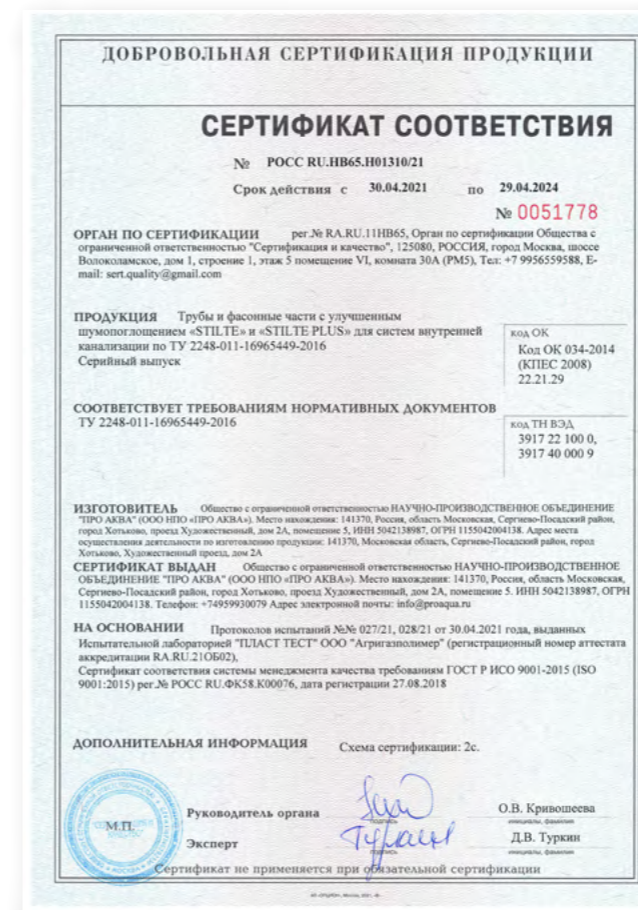 ДОБРОВОЛЬНАЯ СЕРТИФИКАЦИЯ ПРОДУКЦИИ
СЕРТИФИКАТ СООТВЕТСТВИЯ
№ РОСС RU.НВ65.Н01310/21
Срок действия с 30.04.2021 по 29.04.2024
№ 0051778
ОРГАН ПО СЕРТИФИКАЦИИ рег.№ RA.RU.11НВ65, Орган по сертификации Общества с
ограниченной ответственностью "Сертификация и качество", 125080, РОССИЯ, город Москва, шоссе
Волоколамское, дом 1, строение 1, этаж 5 помещение VI, комната 30А (РМ5), Тел: +7 9956559588, E-
mail: sert.quality@gmail.com
ПРОДУКЦИЯ Трубы и фасонные части с улучшенным
шумопоглощением «STILTE» и «STILTE PLUS» для систем внутренней
канализации по ТУ 2248-011-16965449-2016
Серийный выпуск
код ОК
Код ОК 034-2014
(КПЕС 2008)
22.21.29
СООТВЕТСТВУЕТ ТРЕБОВАНИЯМ НОРМАТИВНЫХ ДОКУМЕНТОВ
ТУ 2248-011-16965449-2016
код ТН ВЭД
3917 22 100 0,
3917 40 000 9
ИЗГОТОВИТЕЛЬ Общество с ограниченной ответственностью НАУЧНО-ПРОИЗВОДСТВЕННОЕ ОБЪЕДИНЕНИЕ
"ПРО АКВА" (ООО НПО «ПРО АКВА»). Место нахождения: 141370, Россия, область Московская, Сергиево-Посадский район,
город Хотьково, проезд Художественный, дом 2А, помещение 5, ИНН 5042138987, ОГРН 1155042004138. Адрес места
осуществления деятельности по изготовлению продукции: 141370, Московская область, Сергиево-Посадский район, город
Хотьково, Художественный проезд, дом 2А
СЕРТИФИКАТ ВЫДАН Общество с ограниченной ответственностью НАУЧНО-ПРОИЗВОДСТВЕННОЕ
ОБЪЕДИНЕНИЕ "ПРО АКВА" (ООО НПО «ПРО АКВА»). Место нахождения: 141370, Россия, область Московская,
Сергиево-Посадский район, город Хотьково, проезд Художественный, дом 2А, помещение 5. ИНН 5042138987, ОГРН
1155042004138. Телефон: +74959930079 Адрес электронной почты: info@proaqua.ru
НА ОСНОВАНИИ Протоколов испытаний №№ 027/21, 028/21 от 30.04.2021 года, выданных
Испытательной лабораторией "ПЛАСТ ТЕСТ" ООО "Агригазполимер" (регистрационный номер аттестата
аккредитации RA.RU.21ОБ02),
Сертификат соответствия системы менеджмента качества требованиям ГОСТ Р ИСО 9001-2015 (ISO
9001:2015) рег.№ РОСС RU.ФК58.К00076, дата регистрации 27.08.2018
ДОПОЛНИТЕЛЬНАЯ ИНФОРМАЦИЯ Схема сертификации: 2с.
М.П.
Руководитель органа подпись О.В. Кривошеева
инициалы, фамилия
Эксперт Туркин подпись Д.В. Туркин
инициалы, фамилия
Сертификат не применяется при обязательной сертификации